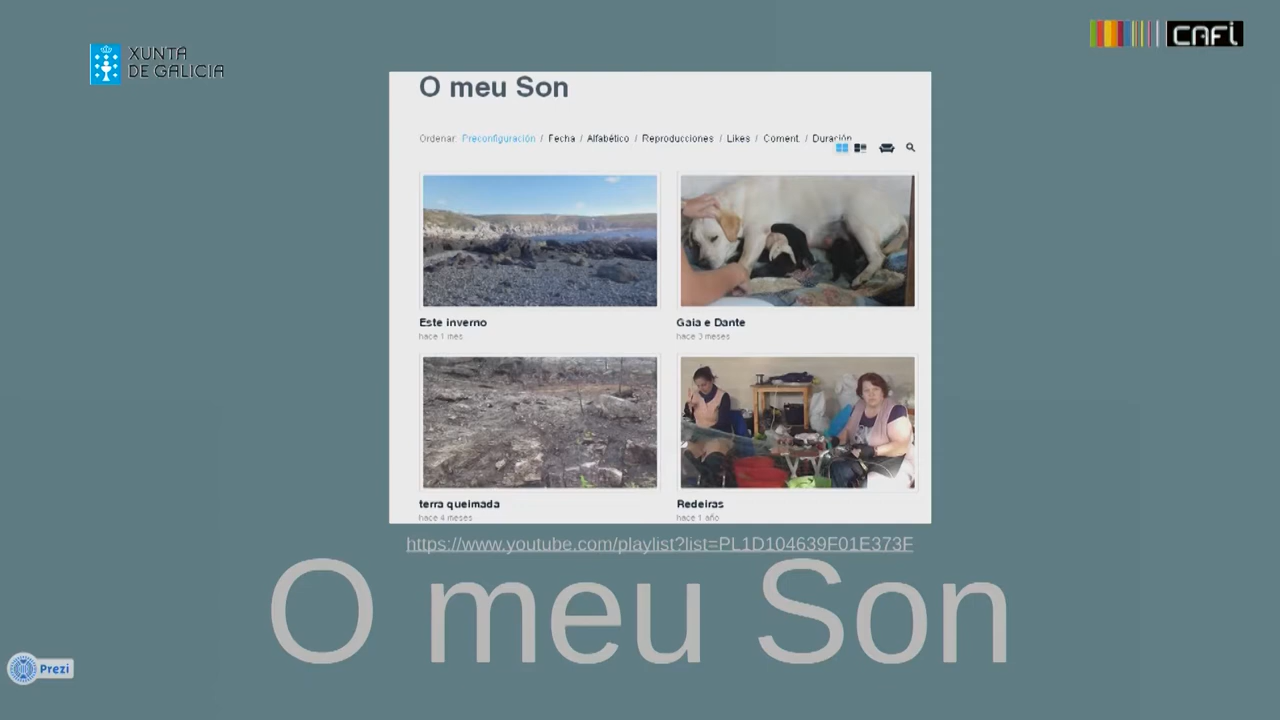 XUNTA
DE GALICIA
CAFi
O meu Son
Ordenar: Preconfiguración / Fecha / Alfabético / Reproducciones / Likes / Coment. / Duración
Este inverno
hace 1 mes
Gaia e Dante
hace 3 meses
terra queimada
hace 4 meses
Redeiras
hace 1 año
https://www.youtube.com/playlist?list=PL1D104639F01E373F
O meu Son
Prezi